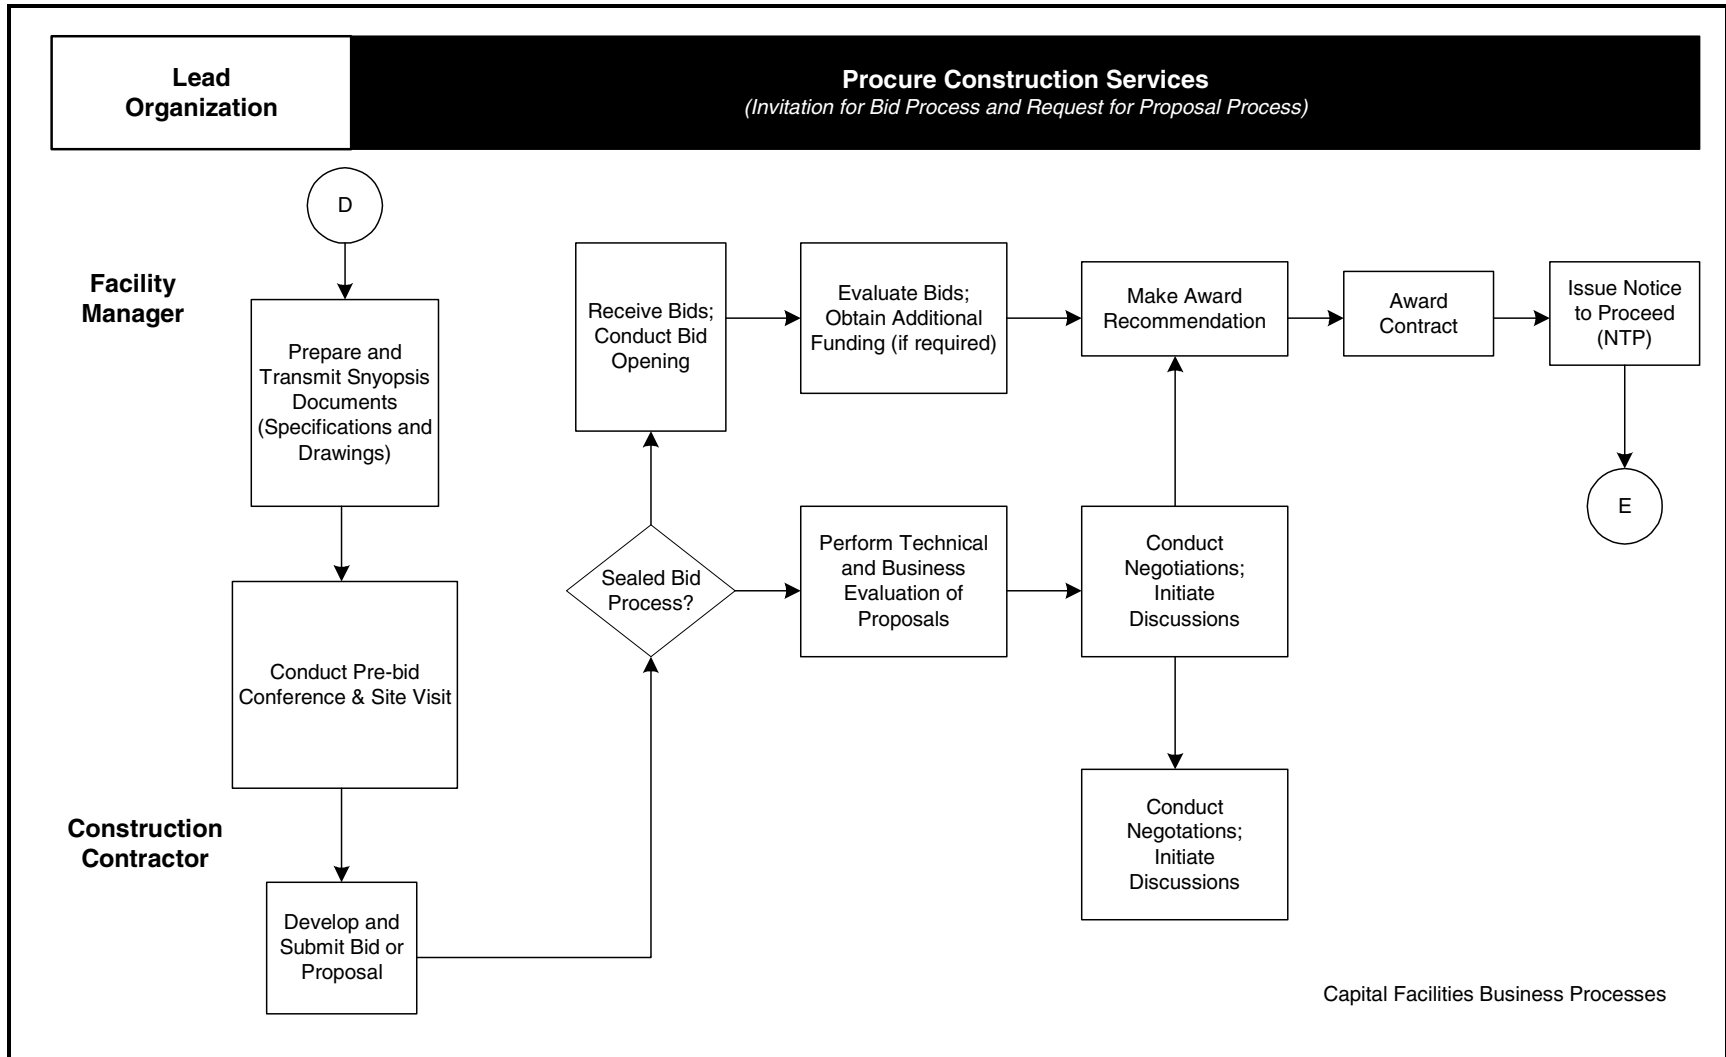 Lead
Organization
Procure Construction Services
(Invitation for Bid Process and Request for Proposal Process)
D
Facility
Manager
Prepare and
Transmit Snyopsis
Documents
(Specifications and
Drawings)
Conduct Pre-bid
Conference & Site Visit
Construction
Contractor
Develop and
Submit Bid or
Proposal
Sealed Bid
Process?
Receive Bids;
Conduct Bid
Opening
Evaluate Bids;
Obtain Additional
Funding (if required)
Make Award
Recommendation
Award
Contract
Issue Notice
to Proceed
(NTP)
E
Perform Technical
and Business
Evaluation of
Proposals
Conduct
Negotiations;
Initiate
Discussions
Conduct
Negotations;
Initiate
Discussions
Capital Facilities Business Processes